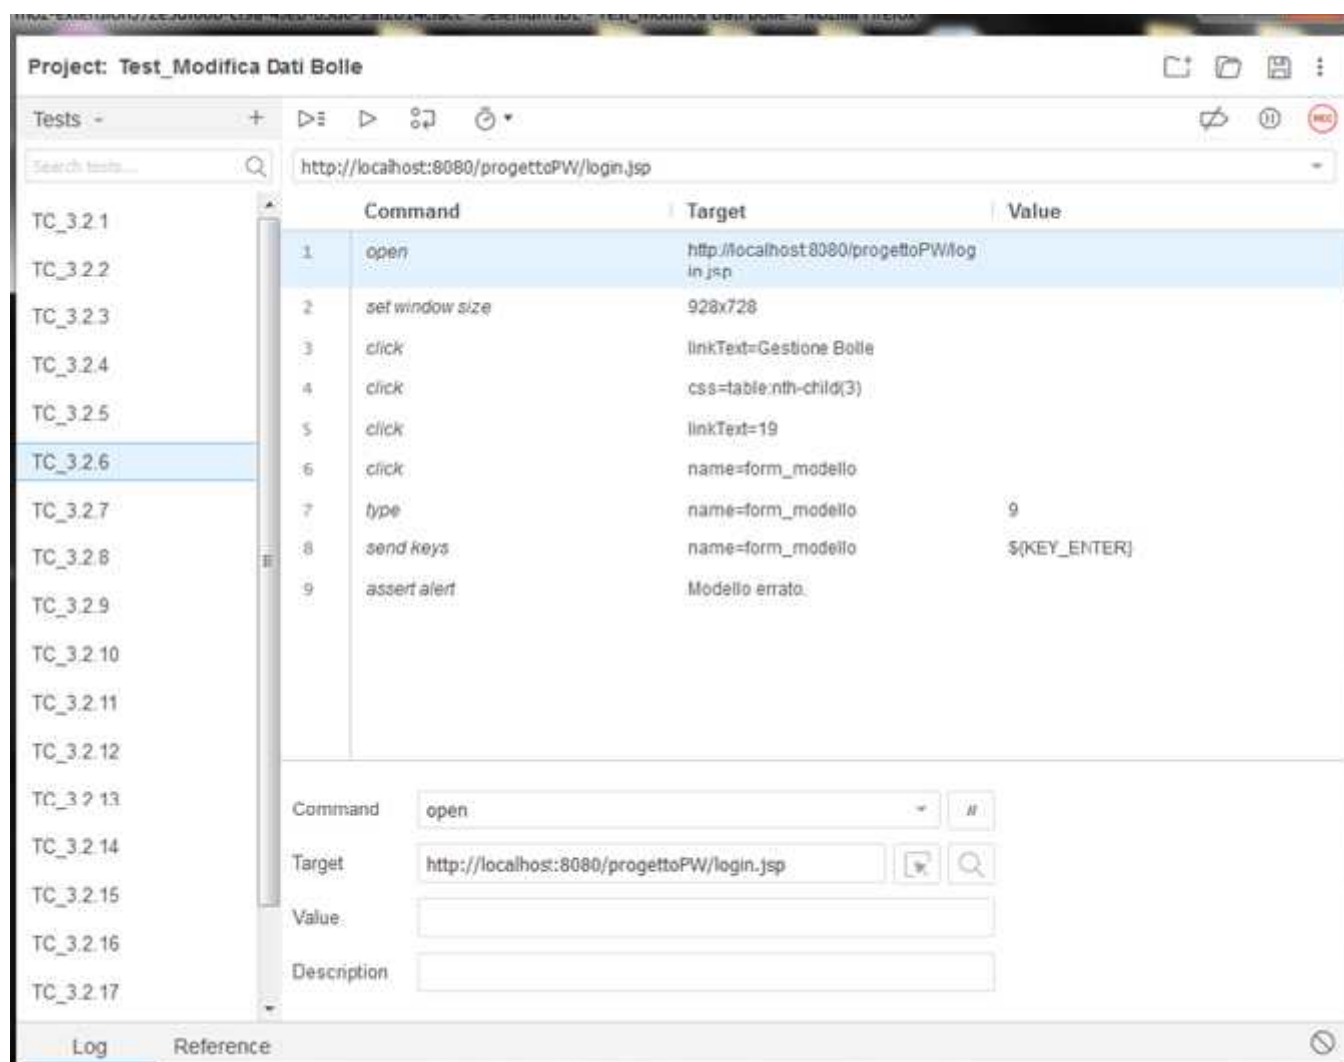 Project: Test_Modifica Dati Bolle
Tests
Search tests...
http://localhost:8080/progettoPW/login.jsp
REC
Command Target Value
1 open http://localhost:8080/progettoPW/log
in.jsp
2 set window size 928x728
3 click linkText=Gestione Bolle
4 click css=table:nth-child(3)
5 click linkText=19
6 click name=form_modello
7 type name=form_modello 9
8 send keys name=form_modello ${KEY_ENTER}
9 assert alert Modello errato.
TC_3.2.1
TC_3.2.2
TC_3.2.3
TC_3.2.4
TC_3.2.5
TC_3.2.6
TC_3.2.7
TC_3.2.8
TC_3.2.9
TC_3.2.10
TC_3.2.11
TC_3.2.12
TC_3.2.13
TC_3.2.14
TC_3.2.15
TC_3.2.16
TC_3.2.17
Command open //
Target http://localhost:8080/progettoPW/login.jsp
Value
Description
Log Reference